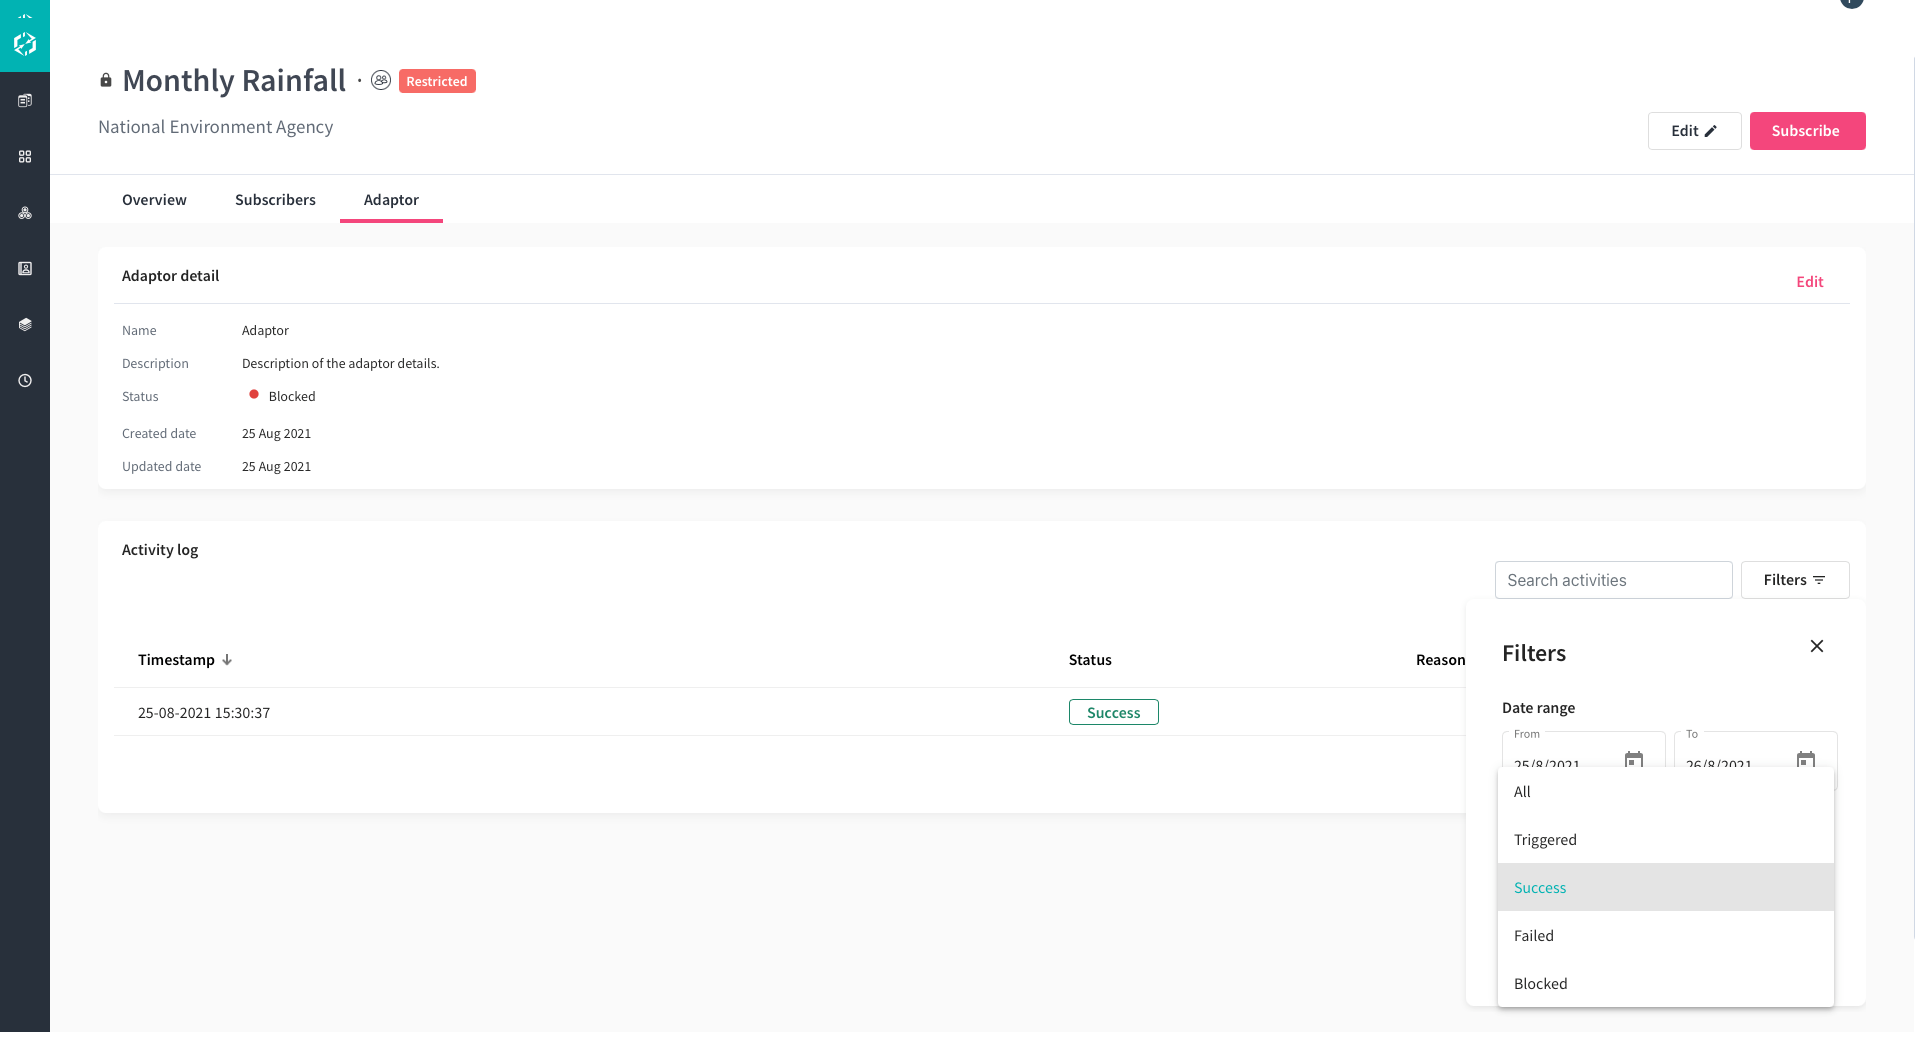 Monthly Rainfall · Restricted
National Environment Agency
Edit
Subscribe
Overview
Subscribers
Adaptor
Adaptor detail
Edit
Name Adaptor
Description Description of the adaptor details.
Status Blocked
Created date 25 Aug 2021
Updated date 25 Aug 2021
Activity log
Search activities
Filters
Timestamp
Status
Reason
25-08-2021 15:30:37
Success
Filters
Date range
From
To
25/8/2021
26/8/2021
All
Triggered
Success
Failed
Blocked